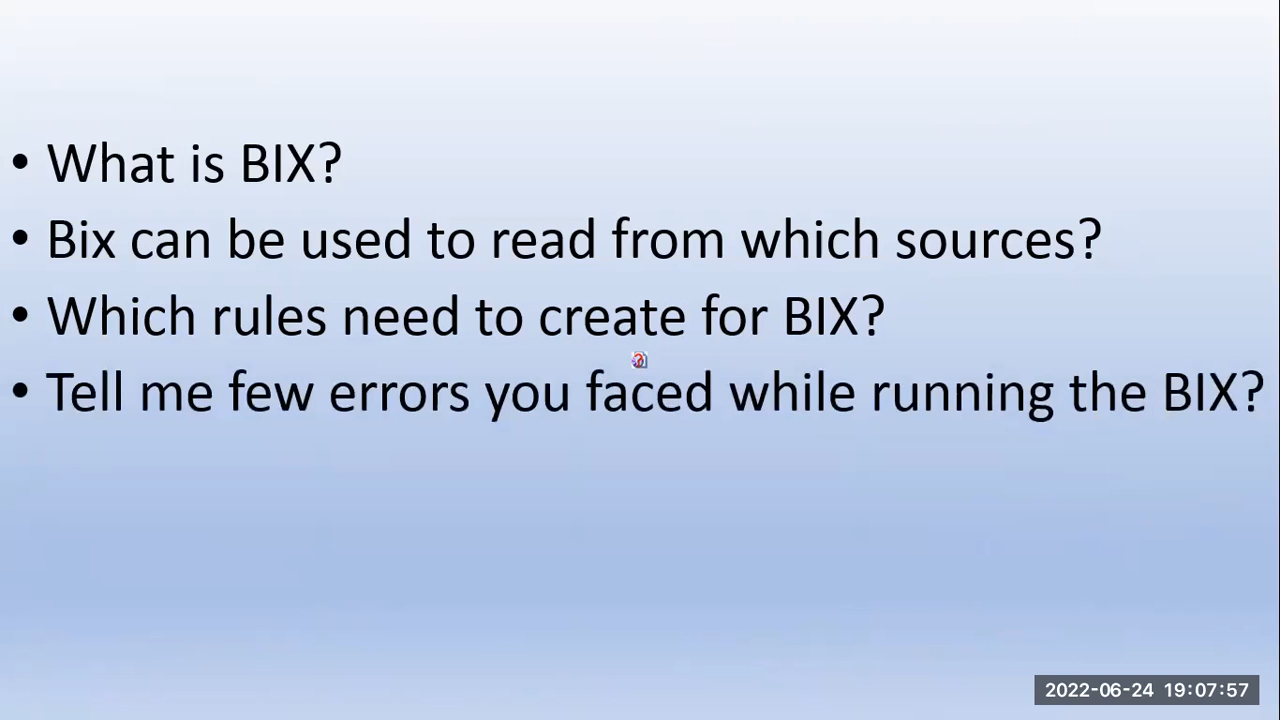 • What is BIX?
• Bix can be used to read from which sources?
• Which rules need to create for BIX?
• Tell me few errors you faced while running the BIX?
2022-06-24 19:07:57